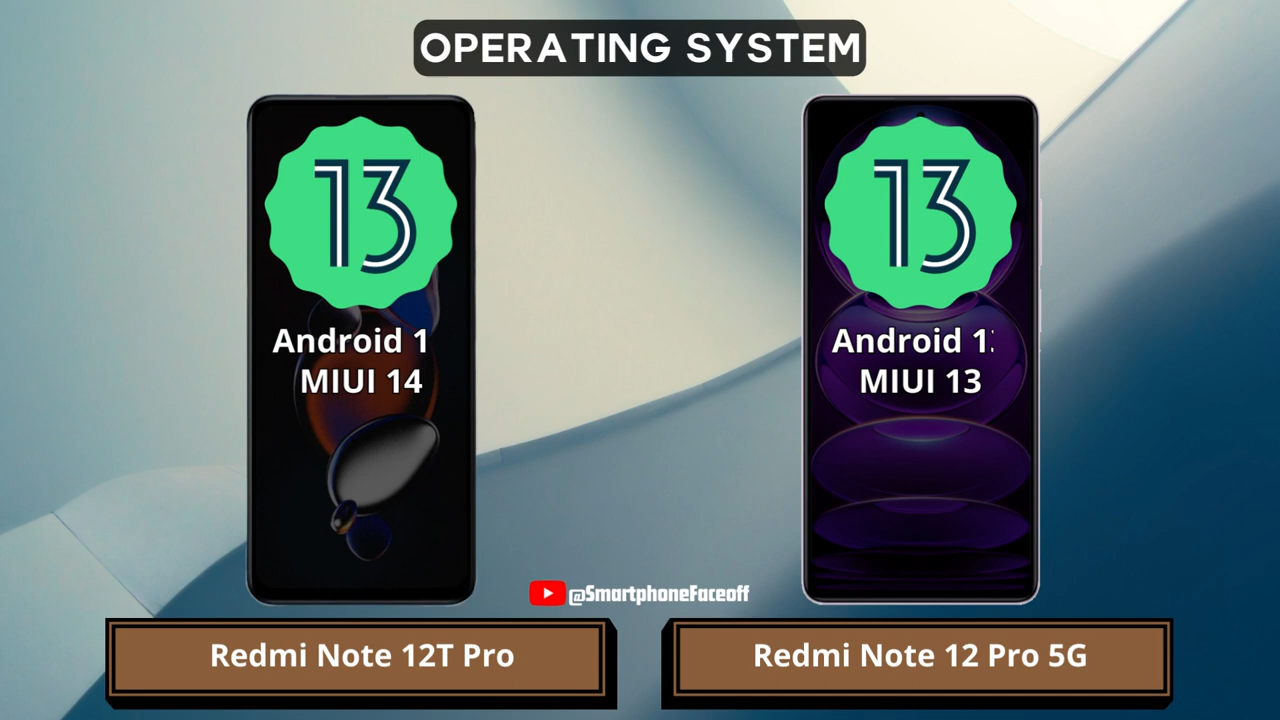 OPERATING SYSTEM
13
13
Android 1
MIUI 14
Android 1
MIUI 13
@SmartphoneFaceoff
Redmi Note 12T Pro
Redmi Note 12 Pro 5G